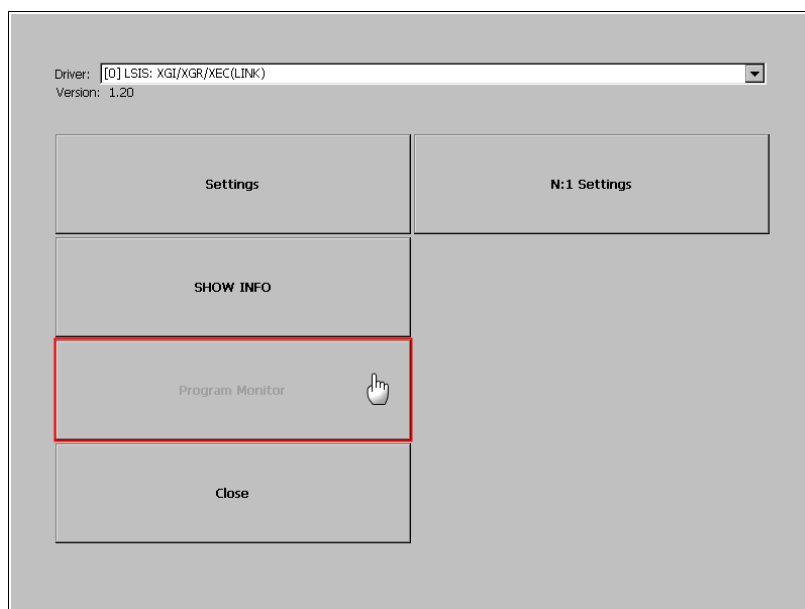 Driver: [0] LSIS: XGI/XGR/XEC(LINK)
Version: 1.20
Settings
N:1 Settings
SHOW INFO
Program Monitor
Close